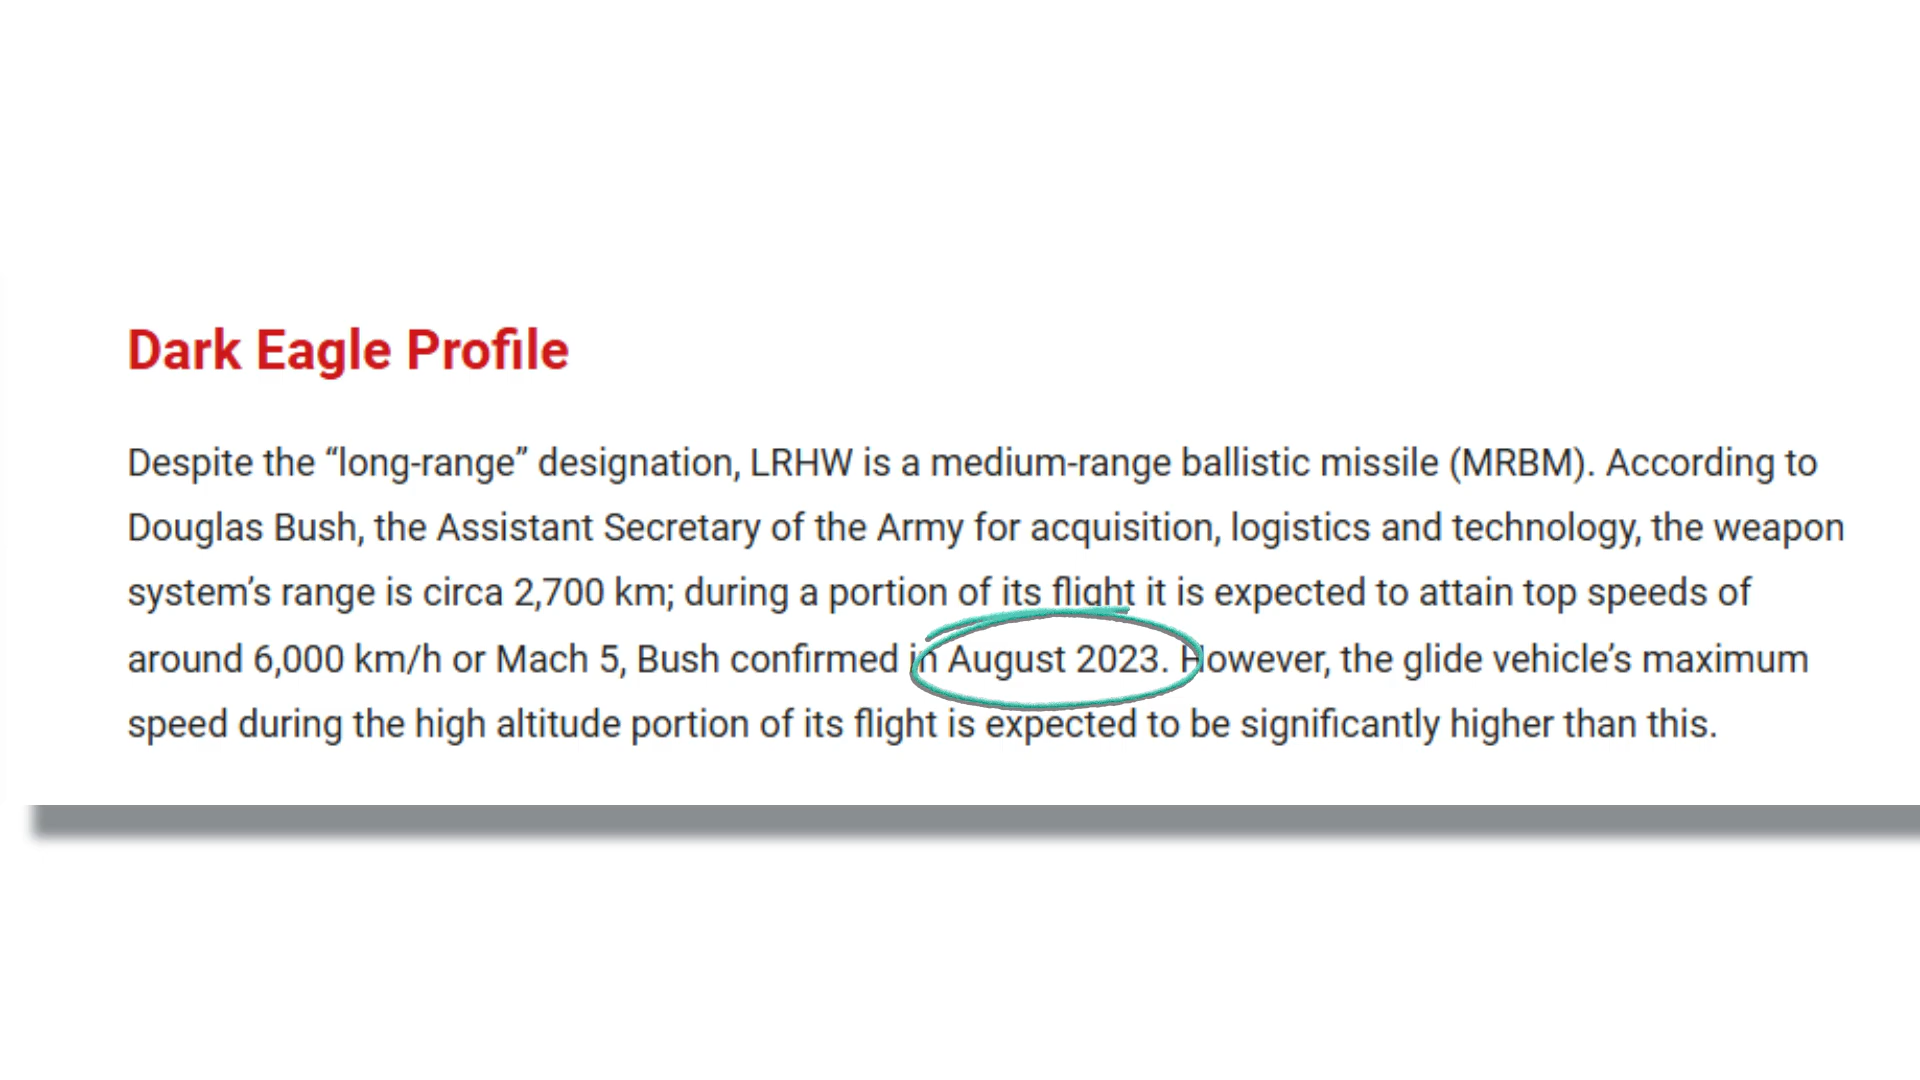 Dark Eagle Profile
Despite the “long-range” designation, LRHW is a medium-range ballistic missile (MRBM). According to
Douglas Bush, the Assistant Secretary of the Army for acquisition, logistics and technology, the weapon
system’s range is circa 2,700 km; during a portion of its flight it is expected to attain top speeds of
around 6,000 km/h or Mach 5, Bush confirmed in August 2023. However, the glide vehicle’s maximum
speed during the high altitude portion of its flight is expected to be significantly higher than this.